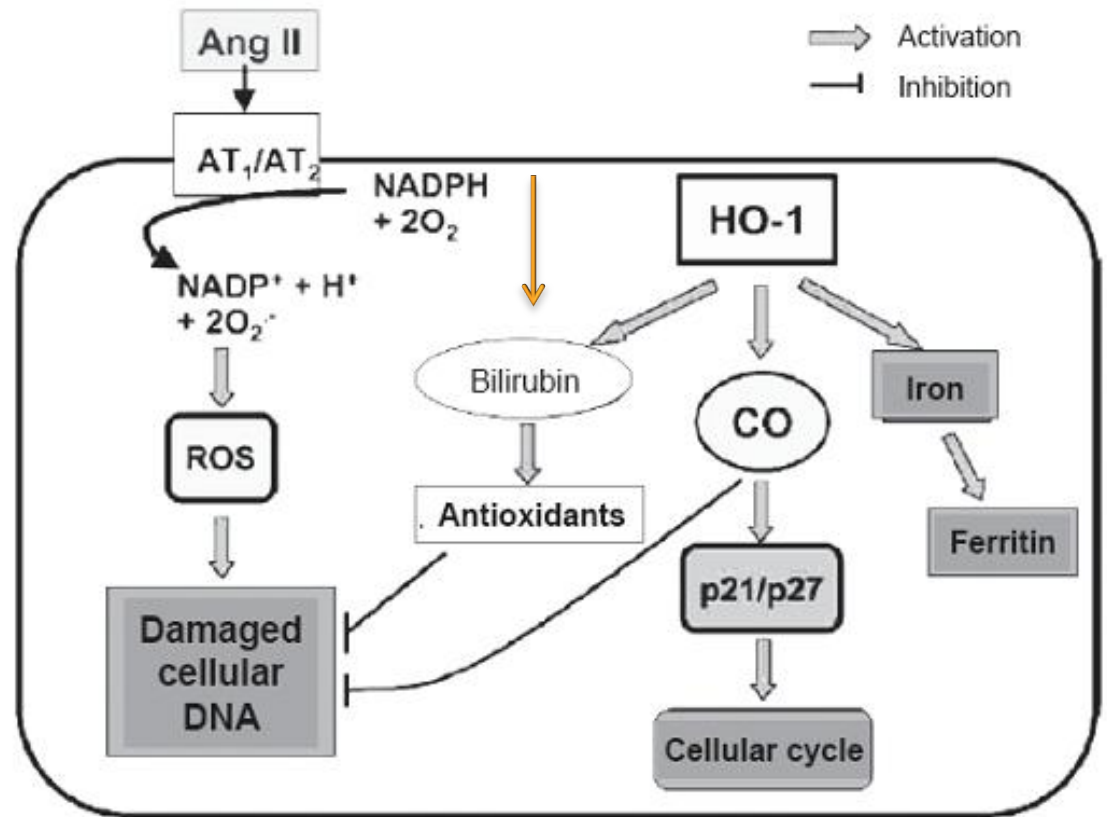 Ang II
Activation
Inhibition
AT₁/AT₂
NADPH
+ 2O₂
HO-1
NADP⁺ + H⁺
+ 2O₂·⁻
Bilirubin
CO
Iron
ROS
. Antioxidants
Ferritin
p21/p27
Damaged
cellular
DNA
Cellular cycle